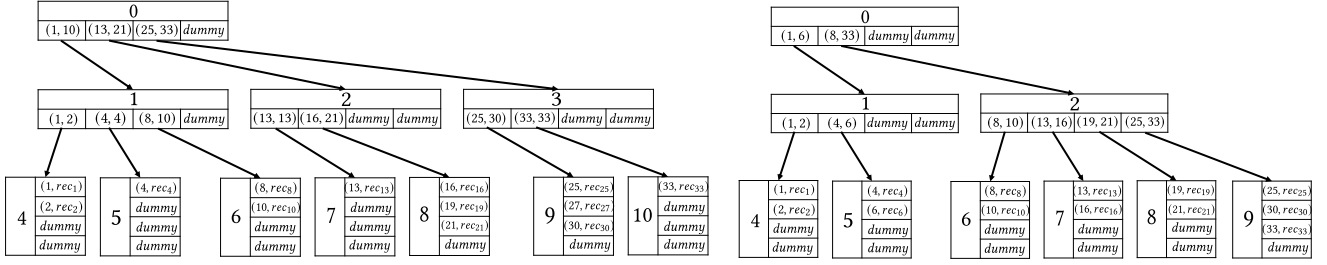 0
(1, 10) (13, 21) (25, 33) dummy
1
(1, 2) (4, 4) (8, 10) dummy
2
(13, 13) (16, 21) dummy dummy
3
(25, 30) (33, 33) dummy dummy
4
(1, rec₁)
(2, rec₂)
dummy
dummy
5
(4, rec₄)
dummy
dummy
dummy
6
(8, rec₈)
(10, rec₁₀)
dummy
dummy
7
(13, rec₁₃)
dummy
dummy
dummy
8
(16, rec₁₆)
(19, rec₁₉)
(21, rec₂₁)
dummy
9
(25, rec₂₅)
(27, rec₂₇)
(30, rec₃₀)
dummy
10
(33, rec₃₃)
dummy
dummy
dummy
0
(1, 6) (8, 33) dummy dummy
1
(1, 2) (4, 6) dummy dummy
2
(8, 10) (13, 16) (19, 21) (25, 33)
4
(1, rec₁)
(2, rec₂)
dummy
dummy
5
(4, rec₄)
(6, rec₆)
dummy
dummy
6
(8, rec₈)
(10, rec₁₀)
dummy
dummy
7
(13, rec₁₃)
(16, rec₁₆)
dummy
dummy
8
(19, rec₁₉)
(21, rec₂₁)
dummy
dummy
9
(25, rec₂₅)
(30, rec₃₀)
(33, rec₃₃)
dummy